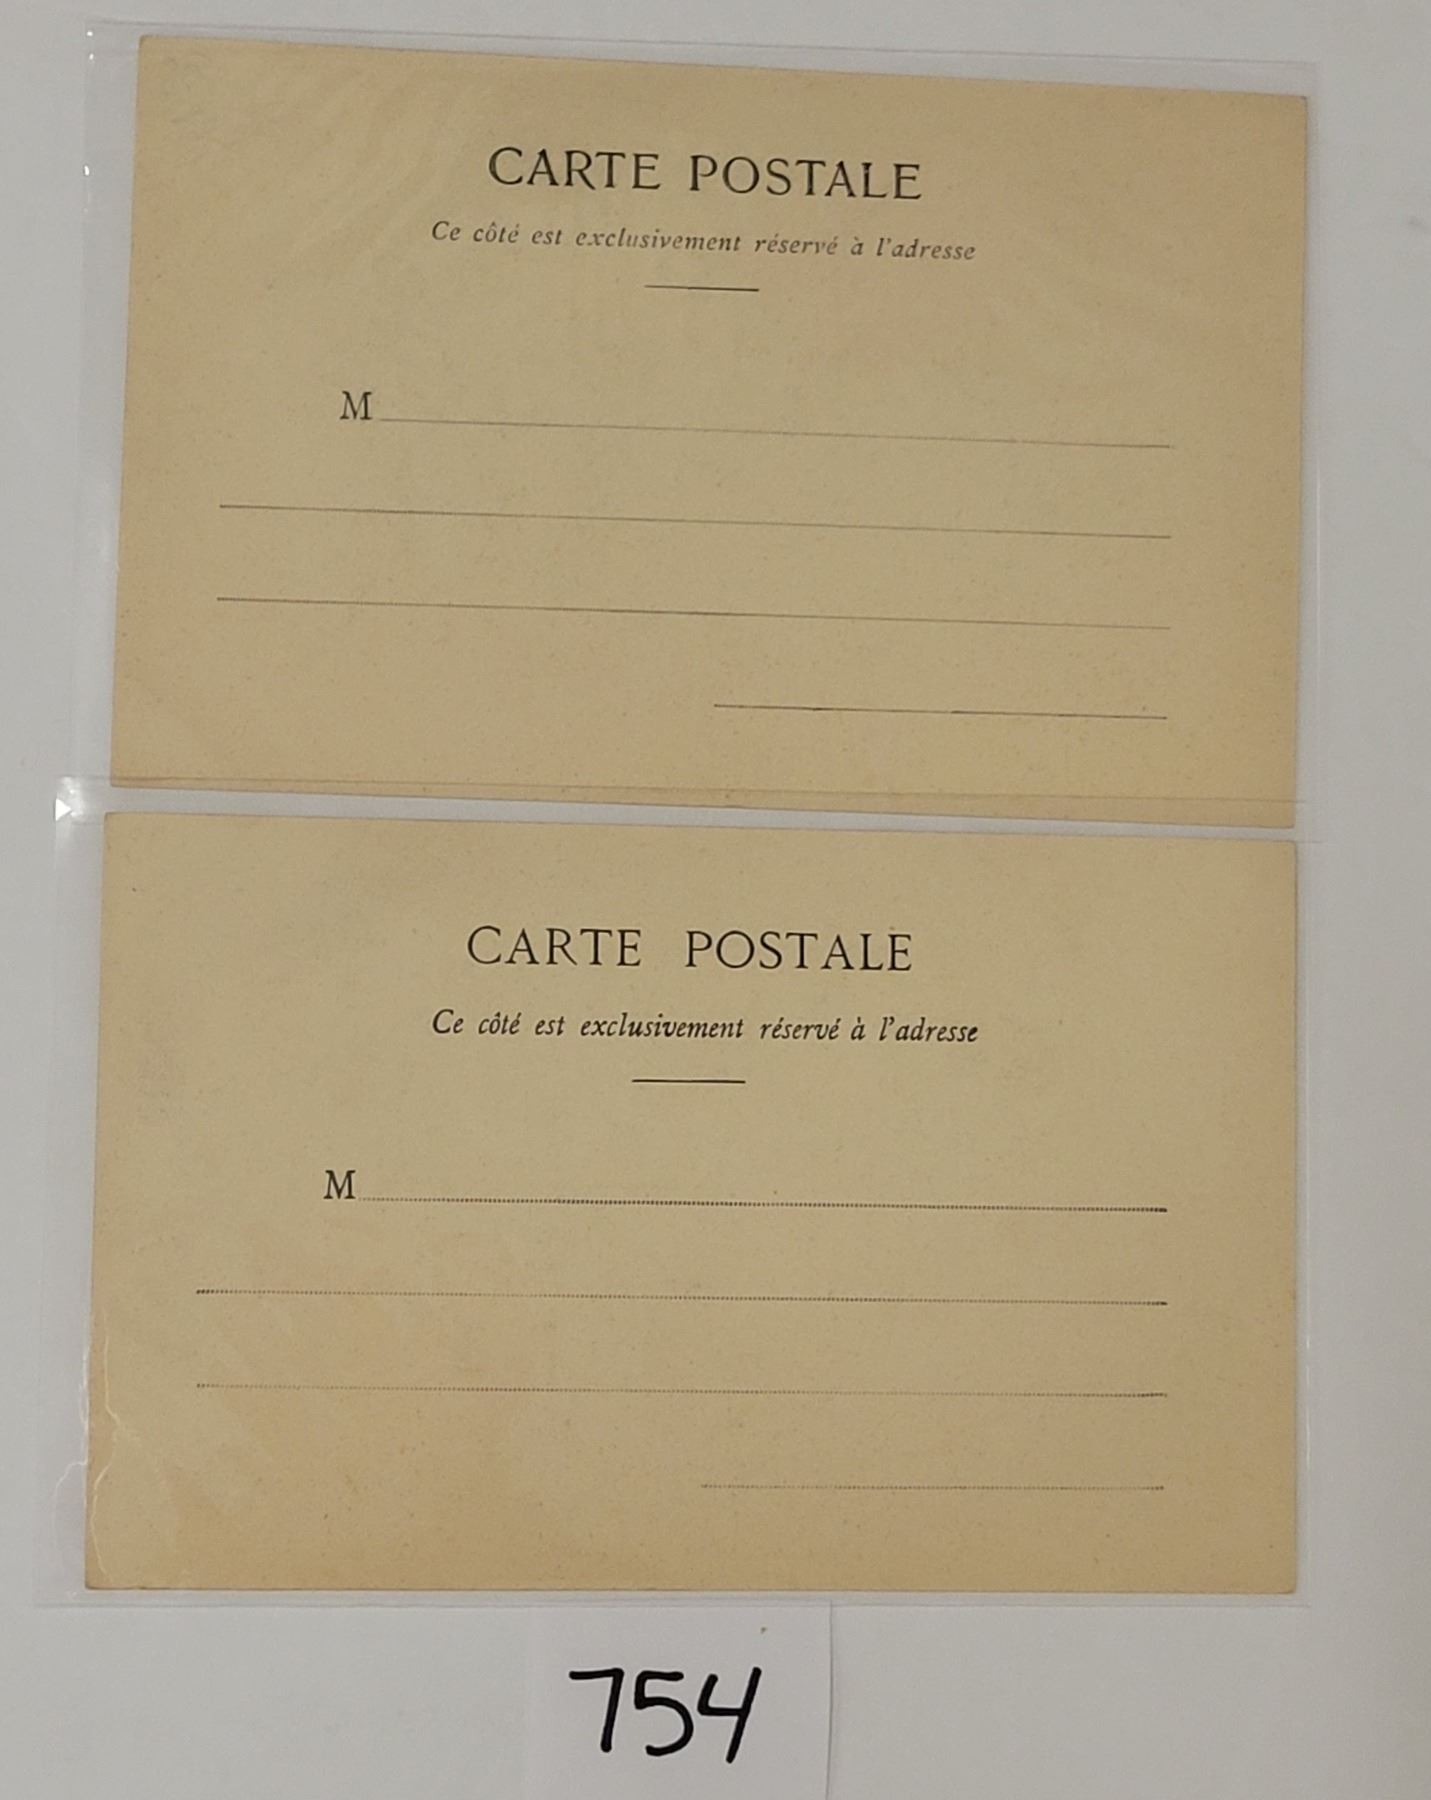 CARTE POSTALE
Ce côté est exclusivement réservé à l'adresse
M
CARTE POSTALE
Ce côté est exclusivement réservé à l'adresse
M
754